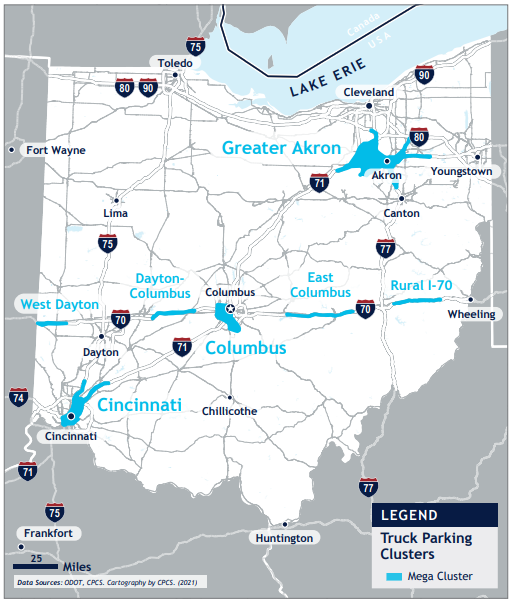 Canada
USA
LAKE ERIE
75
Toledo
80
90
90
Cleveland
Greater Akron
80
Fort Wayne
Akron
Youngstown
71
Lima
Canton
75
77
Dayton-
Columbus
Columbus
East
Columbus
Rural I-70
West Dayton
70
70
Wheeling
71
Columbus
Dayton
74
Cincinnati
Chillicothe
Cincinnati
71
77
75
Frankfort
Huntington
25
Miles
Data Sources: ODOT, CPCS. Cartography by CPCS. (2021)
LEGEND
Truck Parking
Clusters
Mega Cluster